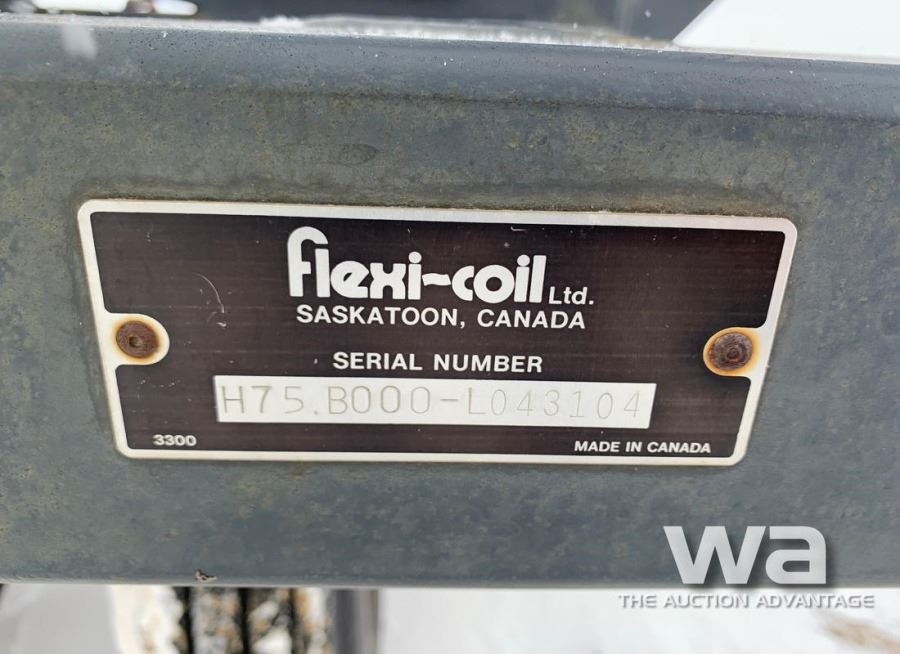 flexi-coil Ltd.
SASKATOON, CANADA
SERIAL NUMBER
H75.B000-L043104
3300 MADE IN CANADA
wa
THE AUCTION ADVANTAGE